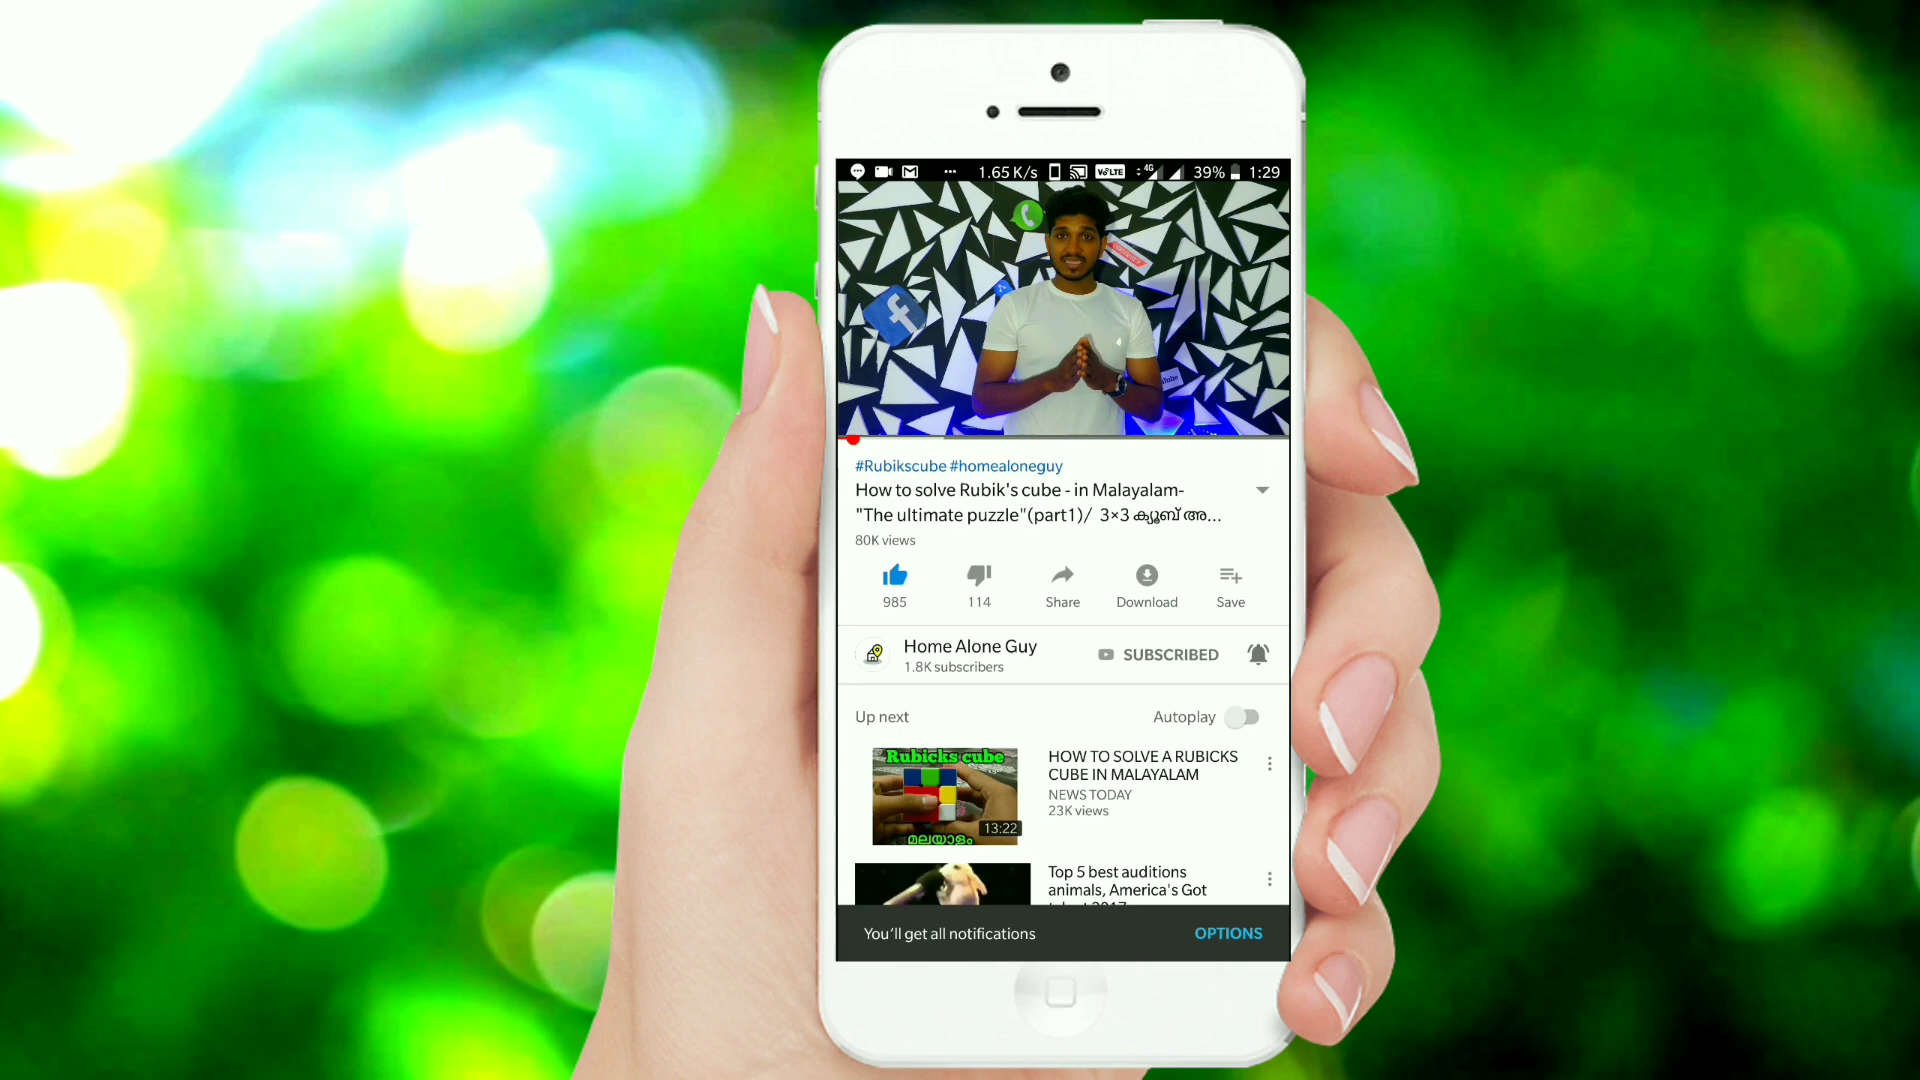 1.65 K/s VoLTE 4G 39% 1:29
#Rubikscube #homealoneguy
How to solve Rubik's cube - in Malayalam-
"The ultimate puzzle"(part1)/ 3×3 ക്യൂബ് അ...
80K views
985 114 Share Download Save
Home Alone Guy
1.8K subscribers
SUBSCRIBED
Up next Autoplay
Rubicks cube
13:22
മലയാളം
HOW TO SOLVE A RUBICKS
CUBE IN MALAYALAM
NEWS TODAY
23K views
Top 5 best auditions
animals, America's Got
You'll get all notifications OPTIONS